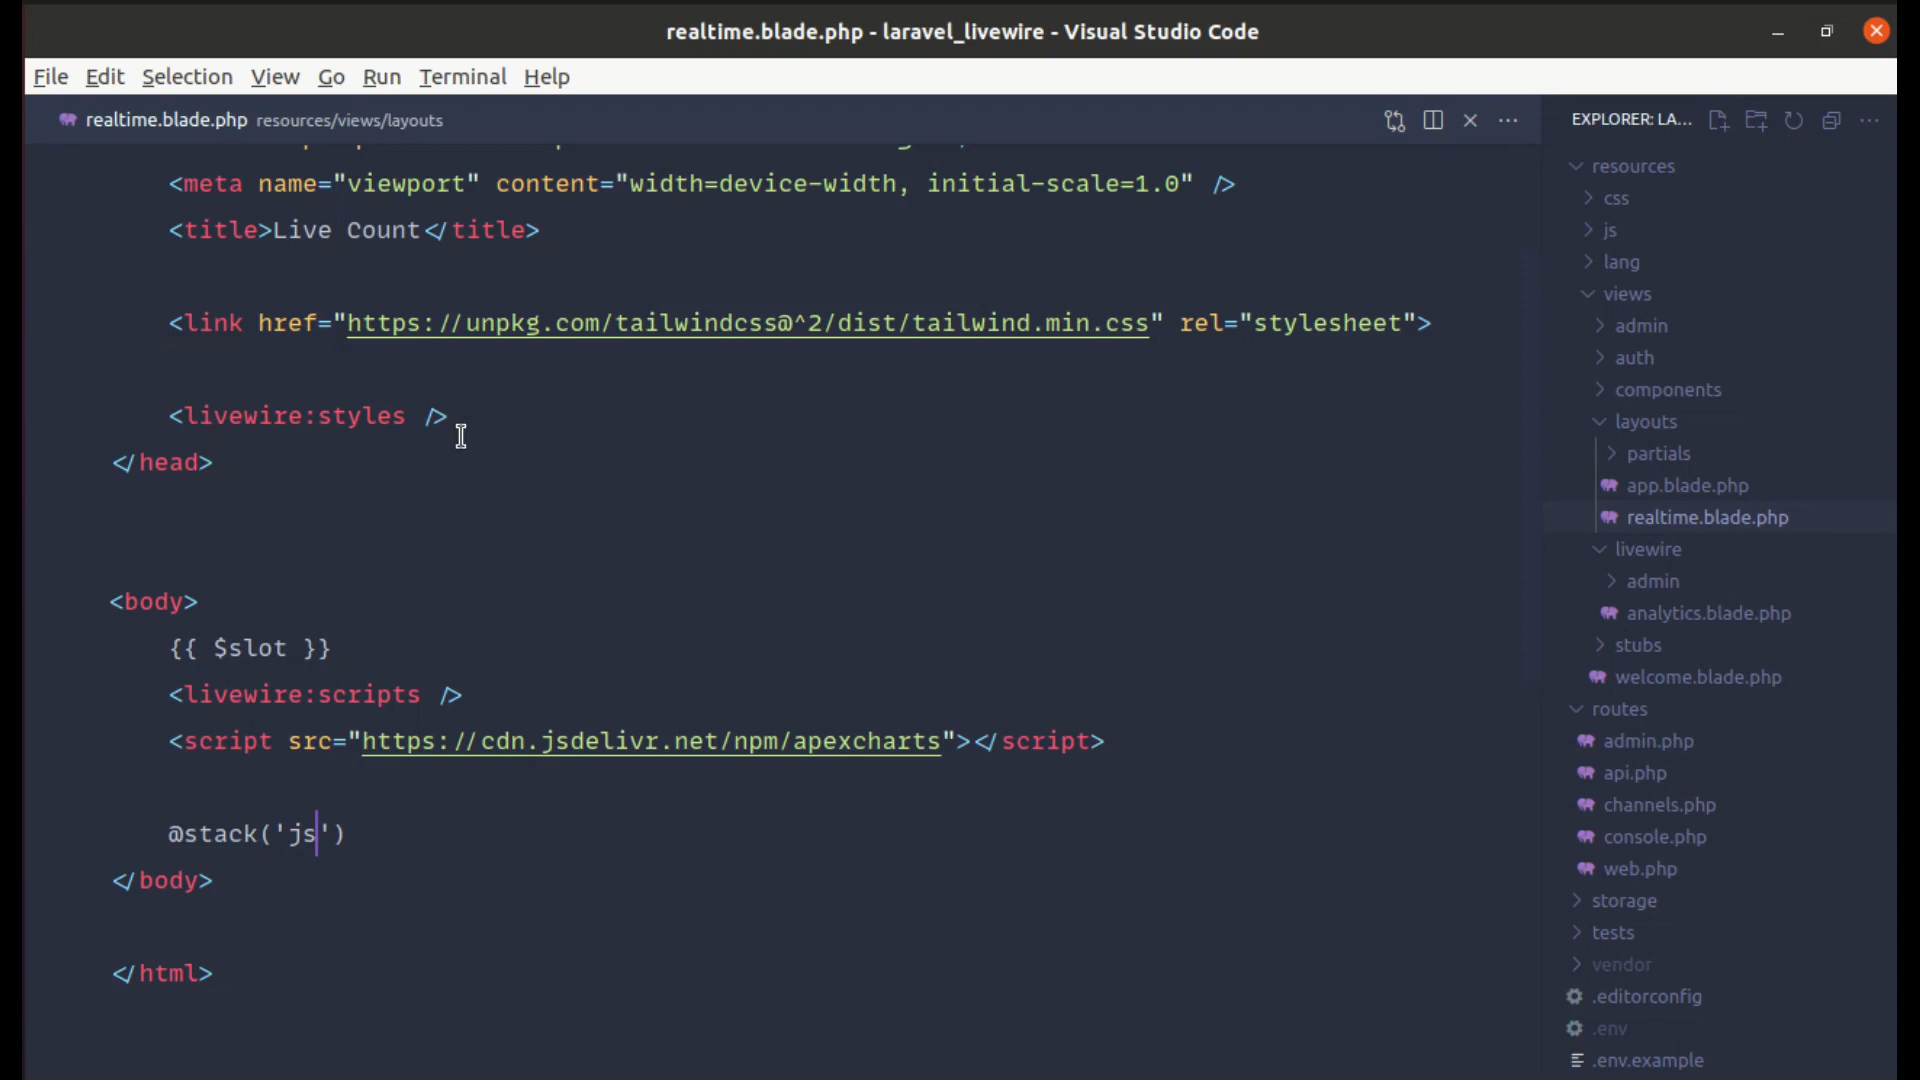 realtime.blade.php - laravel_livewire - Visual Studio Code
File Edit Selection View Go Run Terminal Help
realtime.blade.php resources/views/layouts
<meta name="viewport" content="width=device-width, initial-scale=1.0" />
<title>Live Count</title>
<link href="https://unpkg.com/tailwindcss@^2/dist/tailwind.min.css" rel="stylesheet">
<livewire:styles />
</head>
<body>
{{ $slot }}
<livewire:scripts />
<script src="https://cdn.jsdelivr.net/npm/apexcharts"></script>
@stack('js')
</body>
</html>
EXPLORER: LA...
resources
css
js
lang
views
admin
auth
components
layouts
partials
app.blade.php
realtime.blade.php
livewire
admin
analytics.blade.php
stubs
welcome.blade.php
routes
admin.php
api.php
channels.php
console.php
web.php
storage
tests
vendor
.editorconfig
.env
.env.example